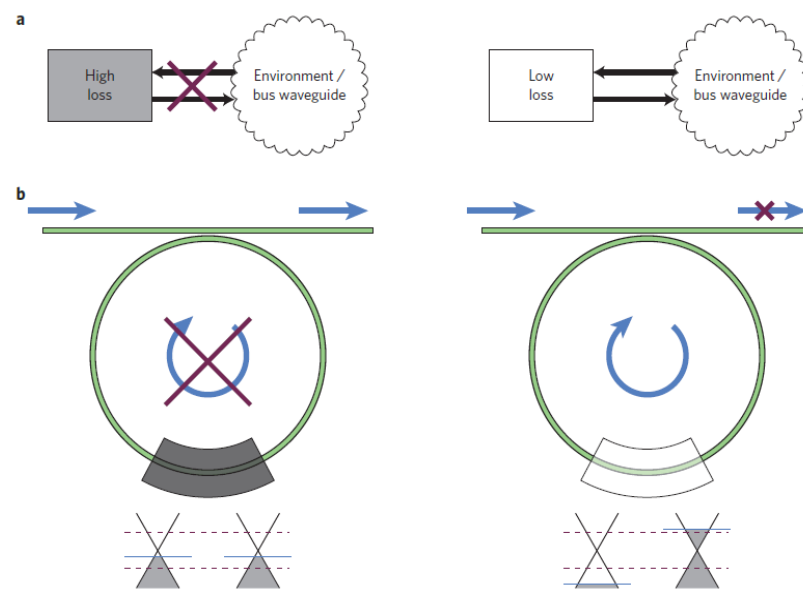 a
High
loss
Environment /
bus waveguide
Low
loss
Environment /
bus waveguide
b